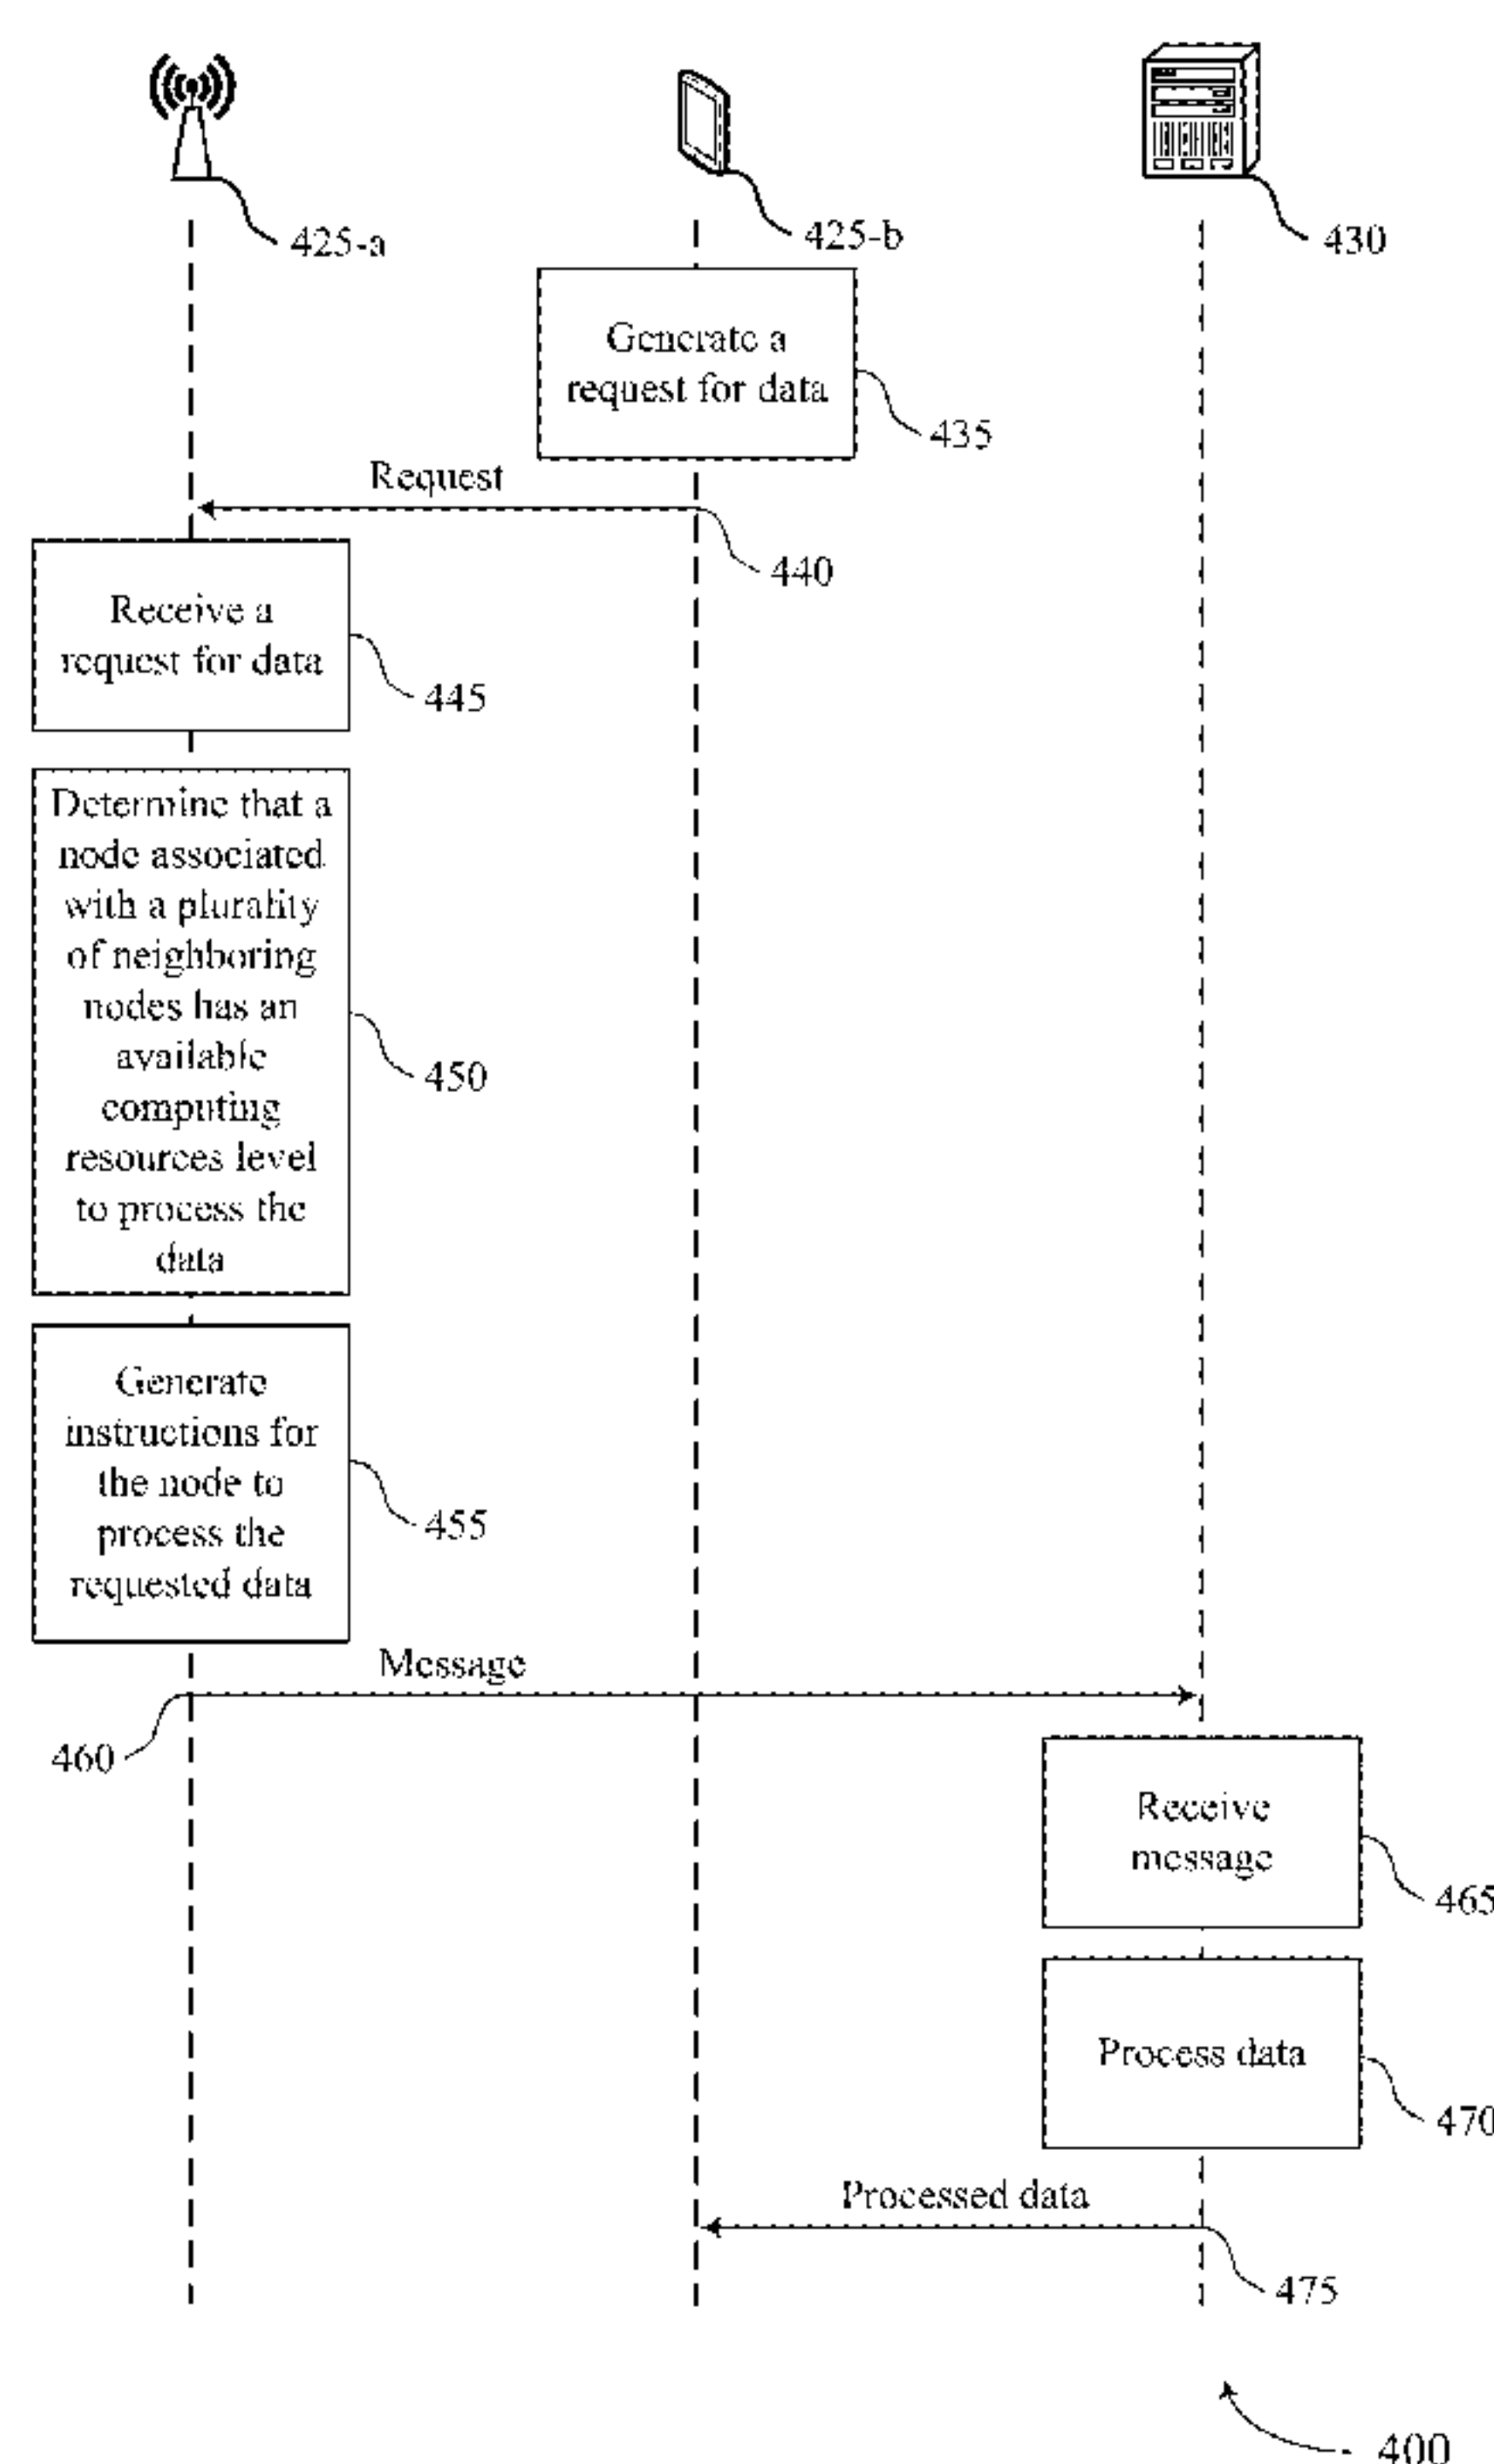 425-a
425-b
430
Generate a
request for data
435
Request
440
Receive a
request for data
445
Determine that a
node associated
with a plurality
of neighboring
nodes has an
available
computing
resources level
to process the
data
450
Generate
instructions for
the node to
process the
requested data
455
Message
460
Receive
message
465
Process data
470
Processed data
475
400